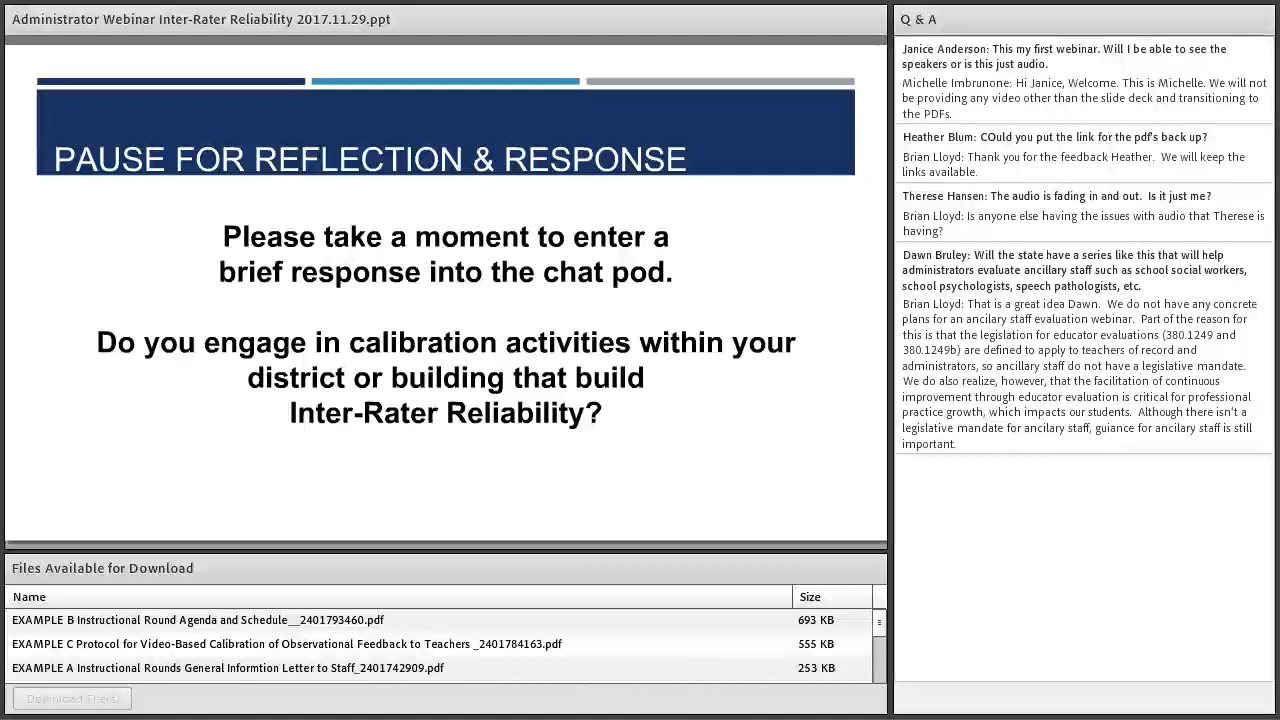 Administrator Webinar Inter-Rater Reliability 2017.11.29.ppt
PAUSE FOR REFLECTION & RESPONSE
Please take a moment to enter a
brief response into the chat pod.
Do you engage in calibration activities within your
district or building that build
Inter-Rater Reliability?
Files Available for Download
Name Size
EXAMPLE B Instructional Round Agenda and Schedule__2401793460.pdf 693 KB
EXAMPLE C Protocol for Video-Based Calibration of Observational Feedback to Teachers _2401784163.pdf 555 KB
EXAMPLE A Instructional Rounds General Informtion Letter to Staff_2401742909.pdf 253 KB
Download File(s)
Q & A
Janice Anderson: This my first webinar. Will I be able to see the
speakers or is this just audio.
Michelle Imbrunone: Hi Janice, Welcome. This is Michelle. We will not
be providing any video other than the slide deck and transitioning to
the PDFs.
Heather Blum: COuld you put the link for the pdf's back up?
Brian Lloyd: Thank you for the feedback Heather. We will keep the
links available.
Therese Hansen: The audio is fading in and out. Is it just me?
Brian Lloyd: Is anyone else having the issues with audio that Therese is
having?
Dawn Bruley: Will the state have a series like this that will help
administrators evaluate ancillary staff such as school social workers,
school psychologists, speech pathologists, etc.
Brian Lloyd: That is a great idea Dawn. We do not have any concrete
plans for an ancilary staff evaluation webinar. Part of the reason for
this is that the legislation for educator evaluations (380.1249 and
380.1249b) are defined to apply to teachers of record and
administrators, so ancillary staff do not have a legislative mandate.
We do also realize, however, that the facilitation of continuous
improvement through educator evaluation is critical for professional
practice growth, which impacts our students. Although there isn't a
legislative mandate for ancilary staff, guiance for ancilary staff is still
important.